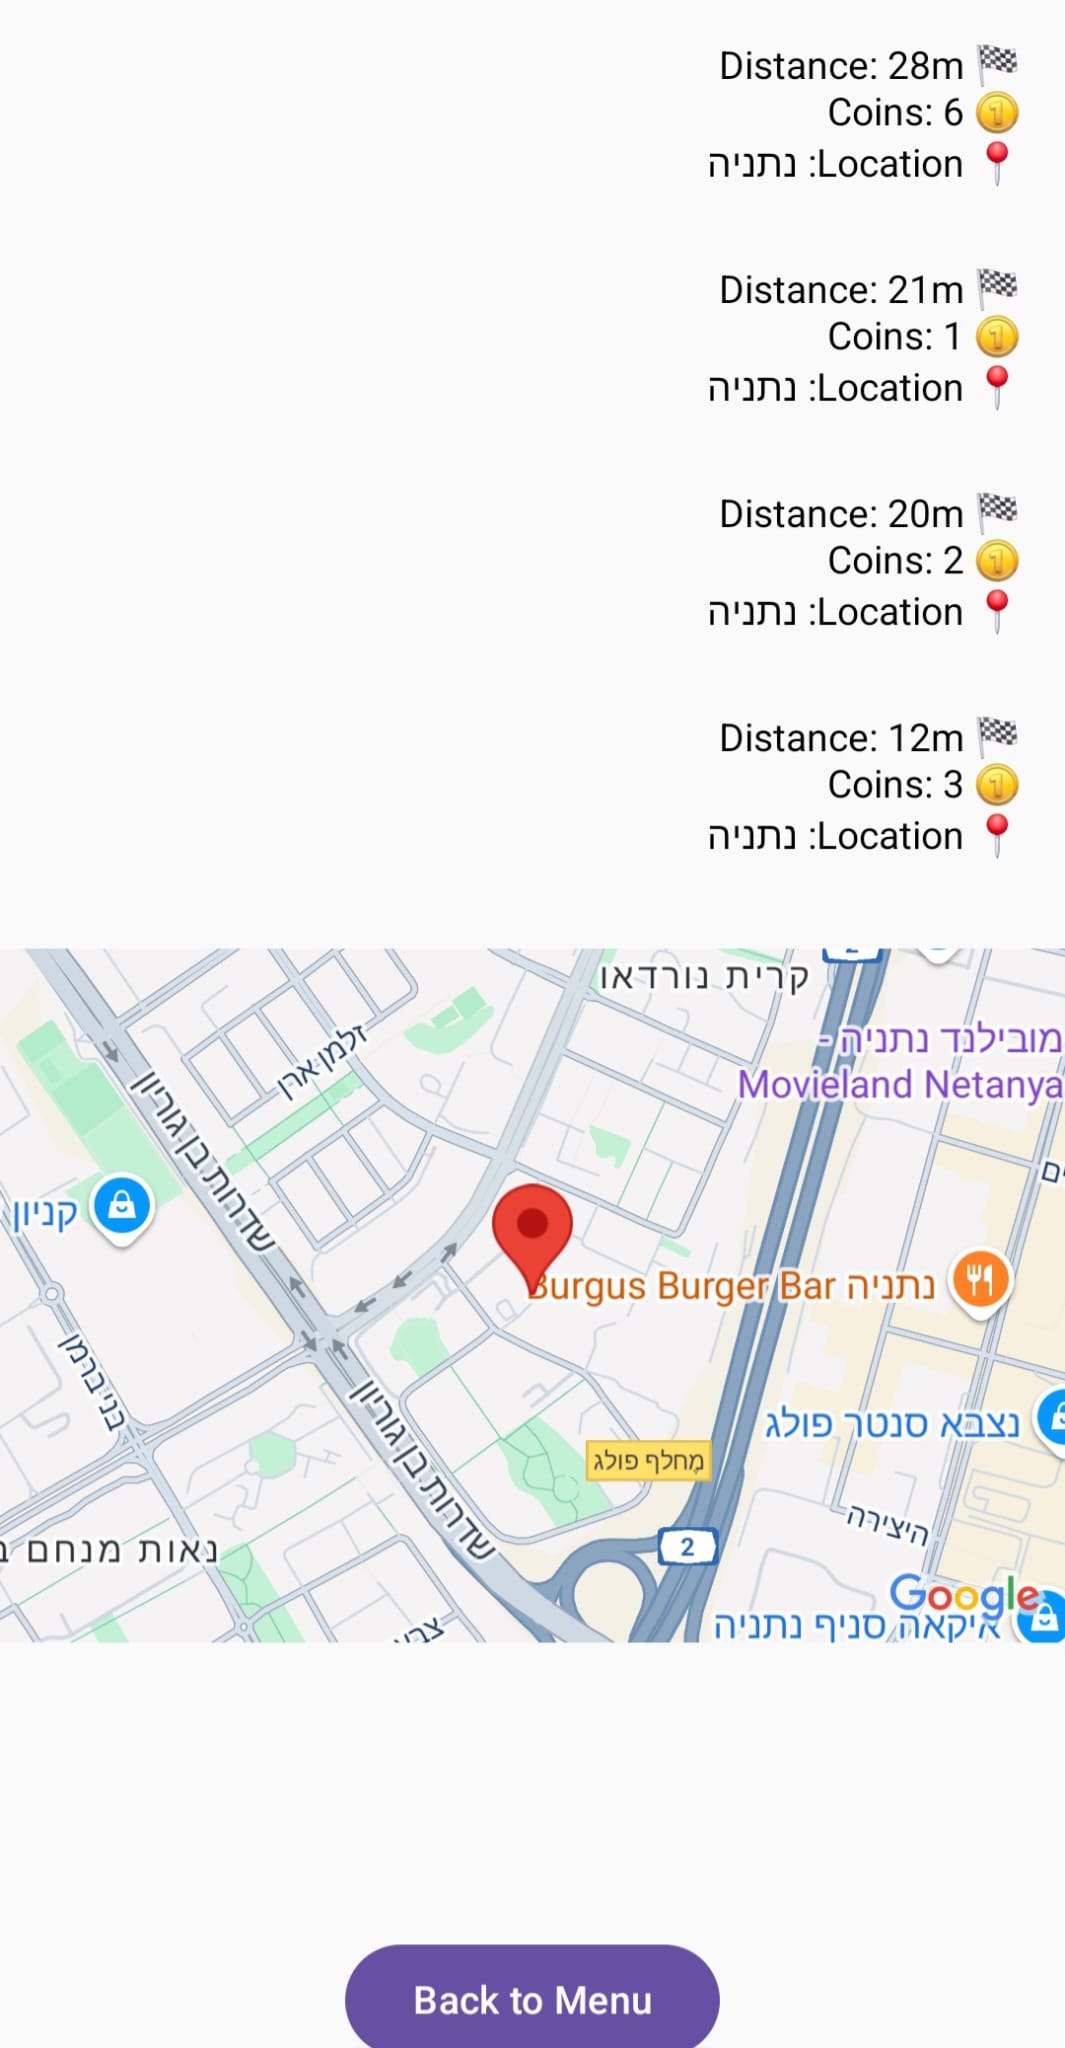 🏁 Distance: 28m
🪙 Coins: 6
📍 Location: נתניה
🏁 Distance: 21m
🪙 Coins: 1
📍 Location: נתניה
🏁 Distance: 20m
🪙 Coins: 2
📍 Location: נתניה
🏁 Distance: 12m
🪙 Coins: 3
📍 Location: נתניה
2
קרית נורדאו
זלמן ארן
מובילנד נתניה -
Movieland Netanya
שדרות בן גוריון
קניון
Burgus Burger Bar נתניה
בני ברמן
שדרות בן גוריון
נצבא סנטר פולג
מחלף פולג
היצירה
2
נאות מנחם
Google
איקאה סניף נתניה
Back to Menu